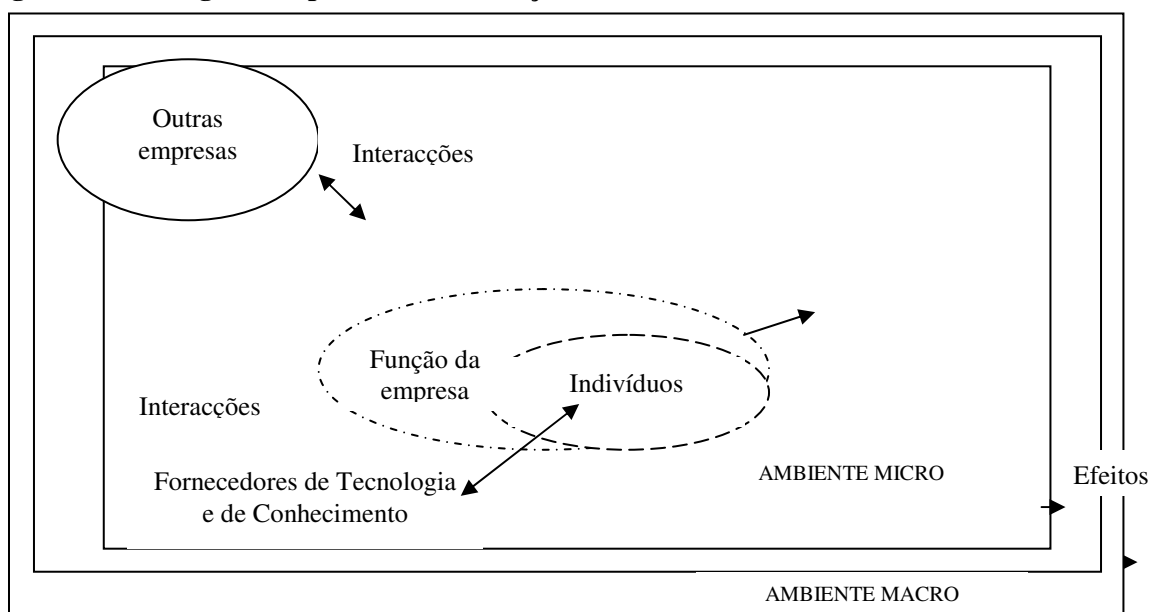 Outras
empresas
Interacções
Função da
empresa
Indivíduos
Interacções
Fornecedores de Tecnologia
e de Conhecimento
AMBIENTE MICRO
Efeitos
AMBIENTE MACRO